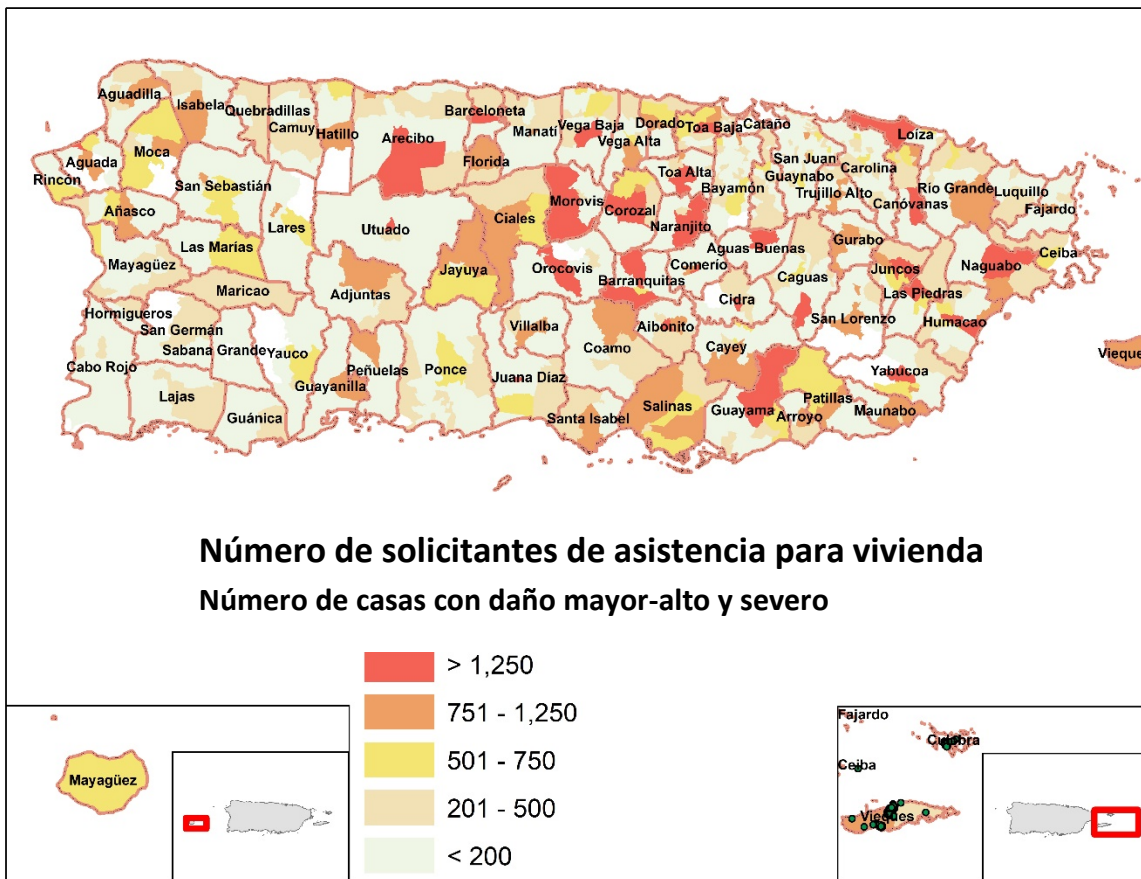 Aguadilla
Isabela
Quebradillas
Camuy
Hatillo
Arecibo
Barceloneta
Manatí
Vega Baja
Vega Alta
Dorado
Toa Baja
Cataño
Loíza
Aguada
Rincón
Moca
San Sebastián
Florida
Toa Alta
Bayamón
San Juan
Guaynabo
Carolina
Trujillo Alto
Canóvanas
Río Grande
Luquillo
Fajardo
Añasco
Lares
Utuado
Ciales
Morovis
Corozal
Naranjito
Las Marías
Mayagüez
Maricao
Adjuntas
Jayuya
Orocovis
Barranquitas
Comerío
Aguas Buenas
Gurabo
Caguas
Juncos
Las Piedras
Naguabo
Ceiba
Hormigueros
San Germán
Sabana Grande
Cabo Rojo
Yauco
Guayanilla
Peñuelas
Ponce
Villalba
Juana Díaz
Coamo
Aibonito
Cidra
Cayey
San Lorenzo
Humacao
Yabucoa
Vieques
Lajas
Guánica
Santa Isabel
Salinas
Guayama
Arroyo
Patillas
Maunabo
Número de solicitantes de asistencia para vivienda
Número de casas con daño mayor-alto y severo
> 1,250
751 - 1,250
501 - 750
201 - 500
< 200
Mayagüez
Fajardo
Culebra
Ceiba
Vieques